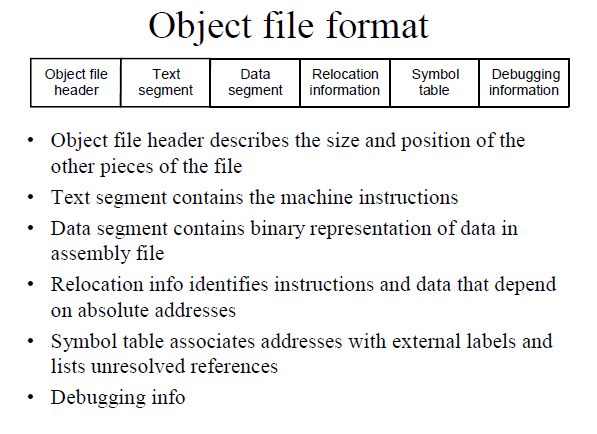 Object file format
Object file header
Text segment
Data segment
Relocation information
Symbol table
Debugging information
• Object file header describes the size and position of the
other pieces of the file
• Text segment contains the machine instructions
• Data segment contains binary representation of data in
assembly file
• Relocation info identifies instructions and data that depend
on absolute addresses
• Symbol table associates addresses with external labels and
lists unresolved references
• Debugging info